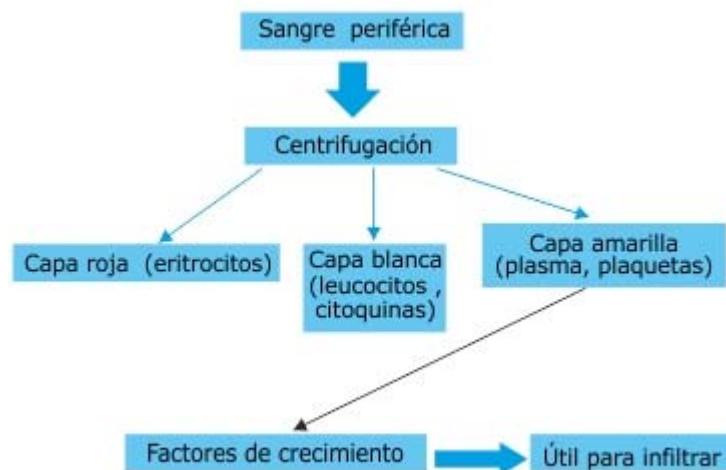 Sangre periférica
Centrifugación
Capa roja (eritrocitos)
Capa blanca
(leucocitos ,
citoquinas)
Capa amarilla
(plasma, plaquetas)
Factores de crecimiento
Útil para infiltrar